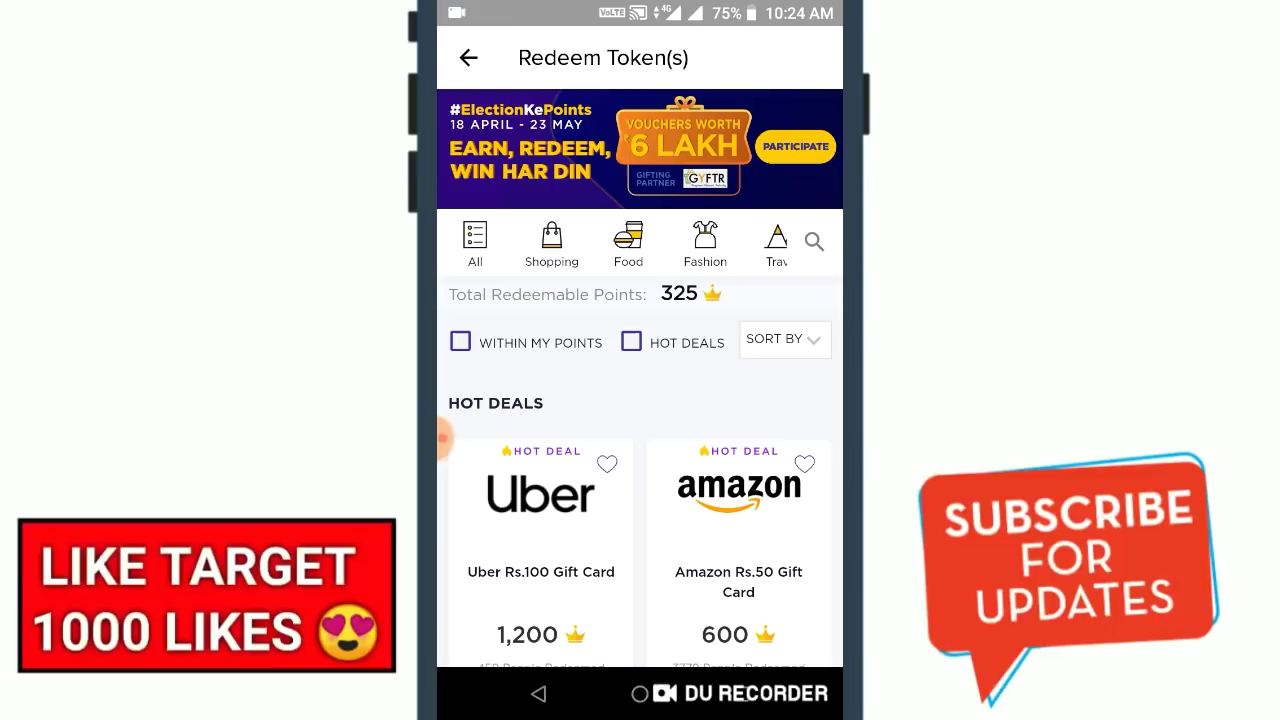 VoLTE 4G 75% 10:24 AM
Redeem Token(s)
#ElectionKePoints
18 APRIL - 23 MAY
EARN, REDEEM,
WIN HAR DIN
VOUCHERS WORTH
₹6 LAKH
GIFTING
PARTNER
GYFTR
PARTICIPATE
All Shopping Food Fashion Trav
Total Redeemable Points: 325
WITHIN MY POINTS HOT DEALS SORT BY
HOT DEALS
HOT DEAL
Uber
Uber Rs.100 Gift Card
1,200
HOT DEAL
amazon
Amazon Rs.50 Gift
Card
600
DU RECORDER
LIKE TARGET
1000 LIKES
SUBSCRIBE
FOR
UPDATES